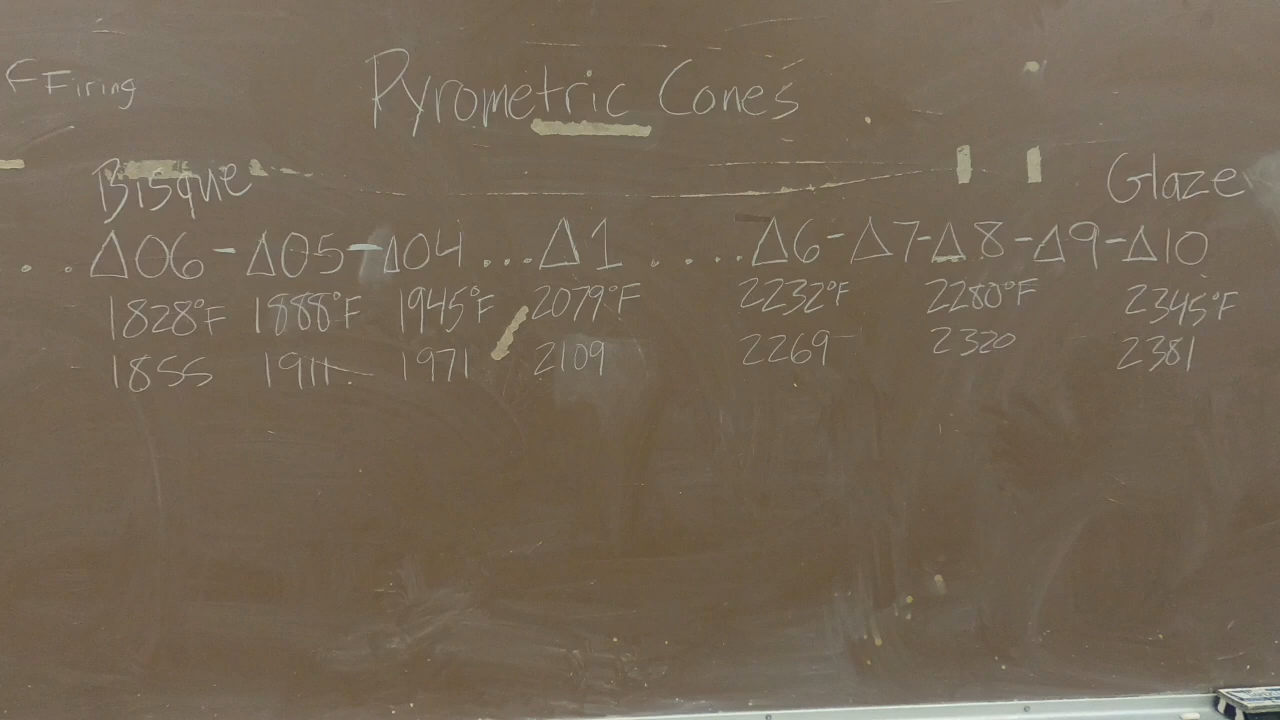 Firing
Pyrometric Cones
Bisque Glaze
. . . Δ06 - Δ05 - Δ04 .... Δ1 . .... Δ6 - Δ7 - Δ8 - Δ9 - Δ10
1828°F 1888°F 1945°F 2079°F 2232°F 2280°F 2345°F
1855 1911 1971 2109 2269 2320 2381